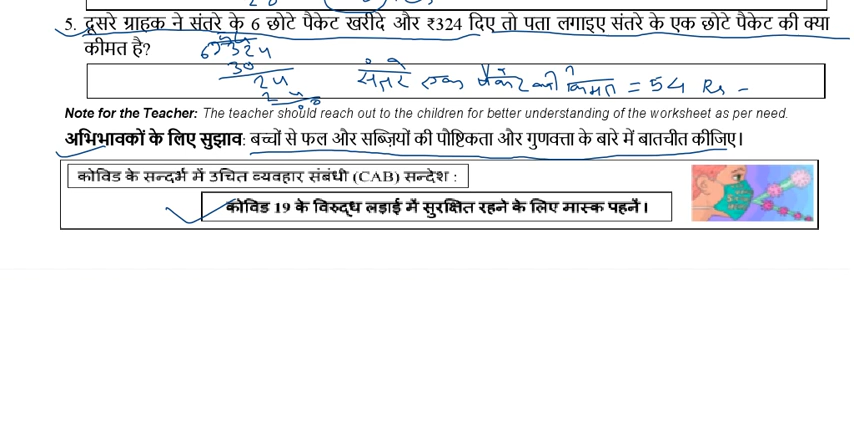 5. दूसरे ग्राहक ने संतरे के 6 छोटे पैकेट खरीदे और ₹324 दिए तो पता लगाइए संतरे के एक छोटे पैकेट की क्या
कीमत है?
6)324
30
24
24
संतरे एक पैकेट की किमत = 54 Rs -
Note for the Teacher: The teacher should reach out to the children for better understanding of the worksheet as per need.
अभिभावकों के लिए सुझाव: बच्चों से फल और सब्ज़ियों की पौष्टिकता और गुणवत्ता के बारे में बातचीत कीजिए।
कोविड के सन्दर्भ में उचित व्यवहार संबंधी (CAB) सन्देश :
कोविड 19 के विरुद्ध लड़ाई में सुरक्षित रहने के लिए मास्क पहनें।